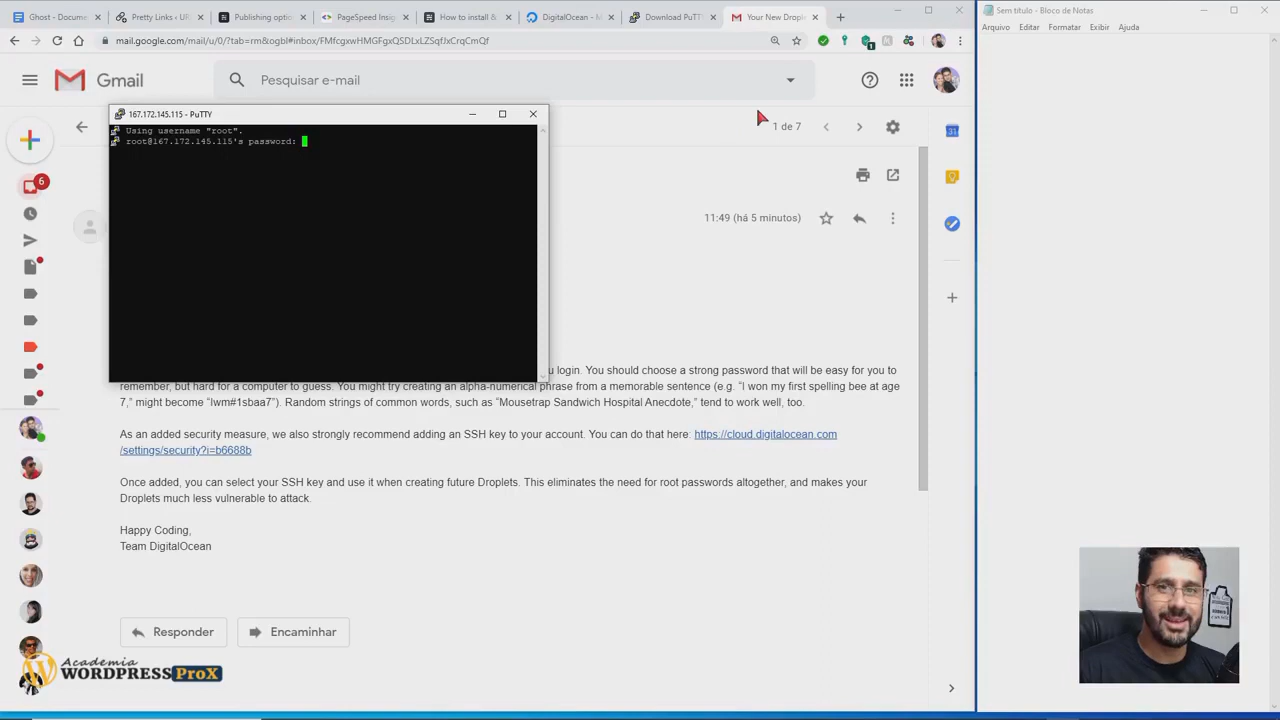 Ghost - Docume
Pretty Links ‹ Ul
Publishing op
PageSpeed Insig
How to install &
DigitalOcean – M
Download PuTT
Your New Drople
mail.google.com/mail/u/0/?tab=rm&ogbl#inbox/
Gmail
Pesquisar e-mail
1 de 7
31
6
167.172.145.115 - PuTTY
Using username "root".
root@167.172.145.115's password:
11:49 (há 5 minutos)
u login. You should choose a strong password that will be easy for you to
remember, but hard for a computer to guess. You might try creating an alpha-numerical phrase from a memorable sentence (e.g. “I won my first spelling bee at age
7,” might become “Iwm#1sbaa7”). Random strings of common words, such as “Mousetrap Sandwich Hospital Anecdote,” tend to work well, too.
As an added security measure, we also strongly recommend adding an SSH key to your account. You can do that here: https://cloud.digitalocean.com
/settings/security?i=b6688b
Once added, you can select your SSH key and use it when creating future Droplets. This eliminates the need for root passwords altogether, and makes your
Droplets much less vulnerable to attack.
Happy Coding,
Team DigitalOcean
Responder
Encaminhar
Academia
WORDPRESS ProX
Sem título - Bloco de Notas
Arquivo Editar Formatar Exibir Ajuda